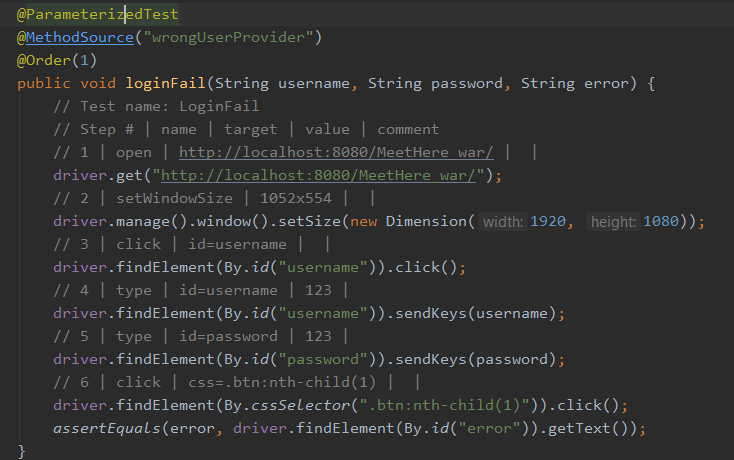 @ParameterizedTest
@MethodSource("wrongUserProvider")
@Order(1)
public void loginFail(String username, String password, String error) {
    // Test name: LoginFail
    // Step # | name | target | value | comment
    // 1 | open | http://localhost:8080/MeetHere_war/ |  |
    driver.get("http://localhost:8080/MeetHere_war/");
    // 2 | setWindowSize | 1052x554 |  |
    driver.manage().window().setSize(new Dimension( width: 1920, height: 1080));
    // 3 | click | id=username |  |
    driver.findElement(By.id("username")).click();
    // 4 | type | id=username | 123 |
    driver.findElement(By.id("username")).sendKeys(username);
    // 5 | type | id=password | 123 |
    driver.findElement(By.id("password")).sendKeys(password);
    // 6 | click | css=.btn:nth-child(1) |  |
    driver.findElement(By.cssSelector(".btn:nth-child(1)")).click();
    assertEquals(error, driver.findElement(By.id("error")).getText());
}